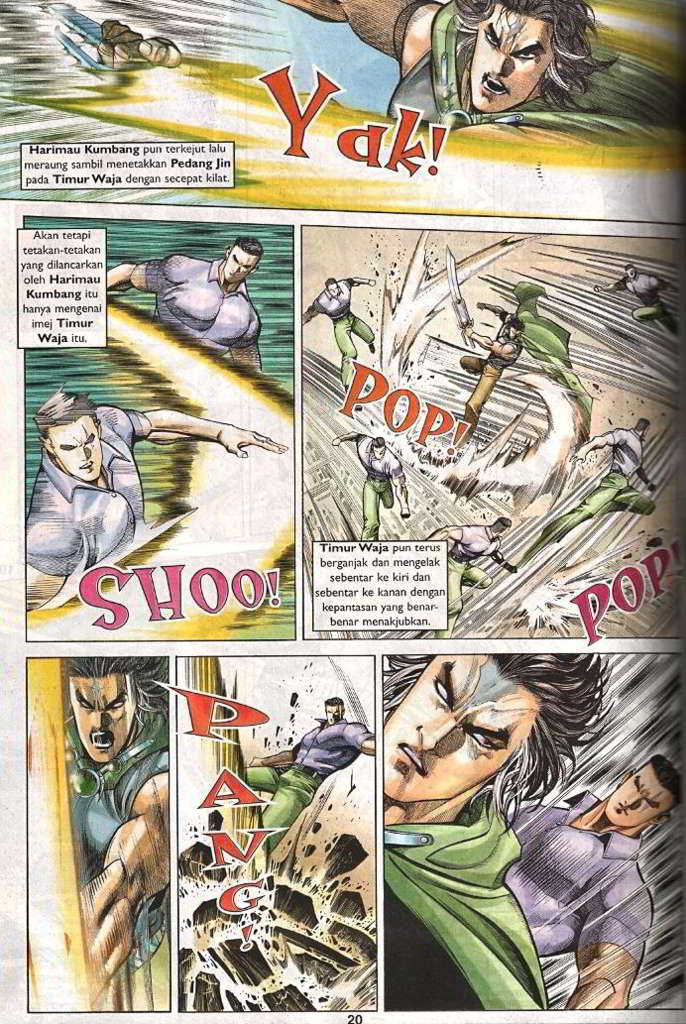 Yak!
Harimau Kumbang pun terkejut lalu
meraung sambil menetakkan Pedang Jin
pada Timur Waja dengan secepat kilat.
Akan tetapi
tetakan-tetakan
yang dilancarkan
oleh Harimau
Kumbang itu
hanya mengenai
imej Timur
Waja itu.
SHOO!
POP!
Timur Waja pun terus
berganjak dan mengelak
sebentar ke kiri dan
sebentar ke kanan dengan
kepantasan yang benar-
benar menakjubkan.
POP!
PANG!
20